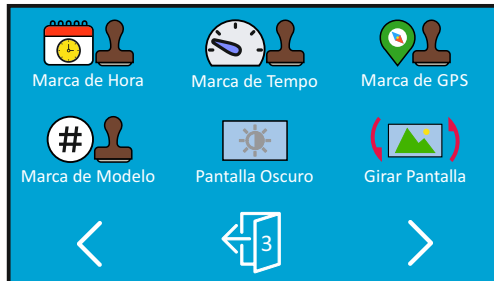 Marca de Hora
Marca de Tempo
Marca de GPS
#
Marca de Modelo
Pantalla Oscuro
Girar Pantalla
3